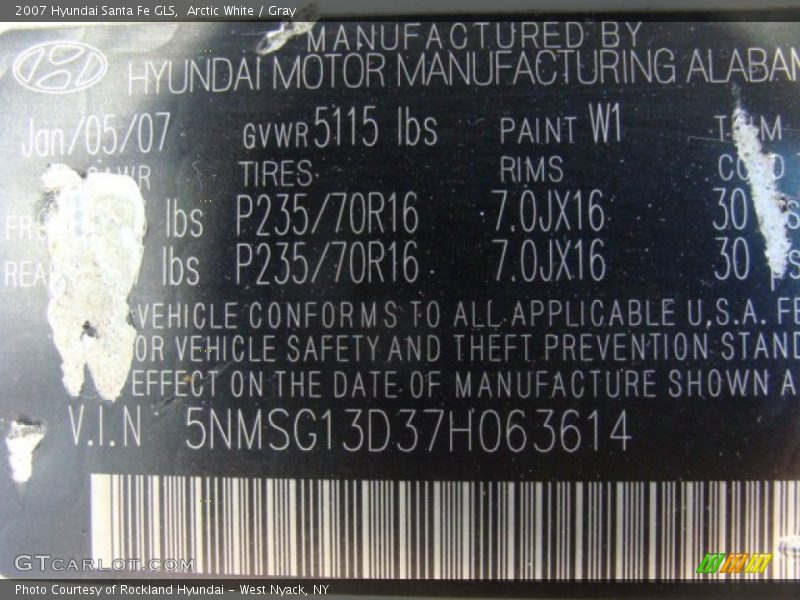 2007 Hyundai Santa Fe GLS, Arctic White / Gray
MANUFACTURED BY
HYUNDAI MOTOR MANUFACTURING ALABAM
Jan/05/07 GVWR 5115 lbs PAINT W1
TIRES RIMS
lbs P235/70R16 7.0JX16 30
lbs P235/70R16 7.0JX16 30
VEHICLE CONFORMS TO ALL APPLICABLE U.S.A. FE
OR VEHICLE SAFETY AND THEFT PREVENTION STAND
EFFECT ON THE DATE OF MANUFACTURE SHOWN A
V.I.N 5NMSG13D37H063614
GTCARLOT.COM
Photo Courtesy of Rockland Hyundai - West Nyack, NY